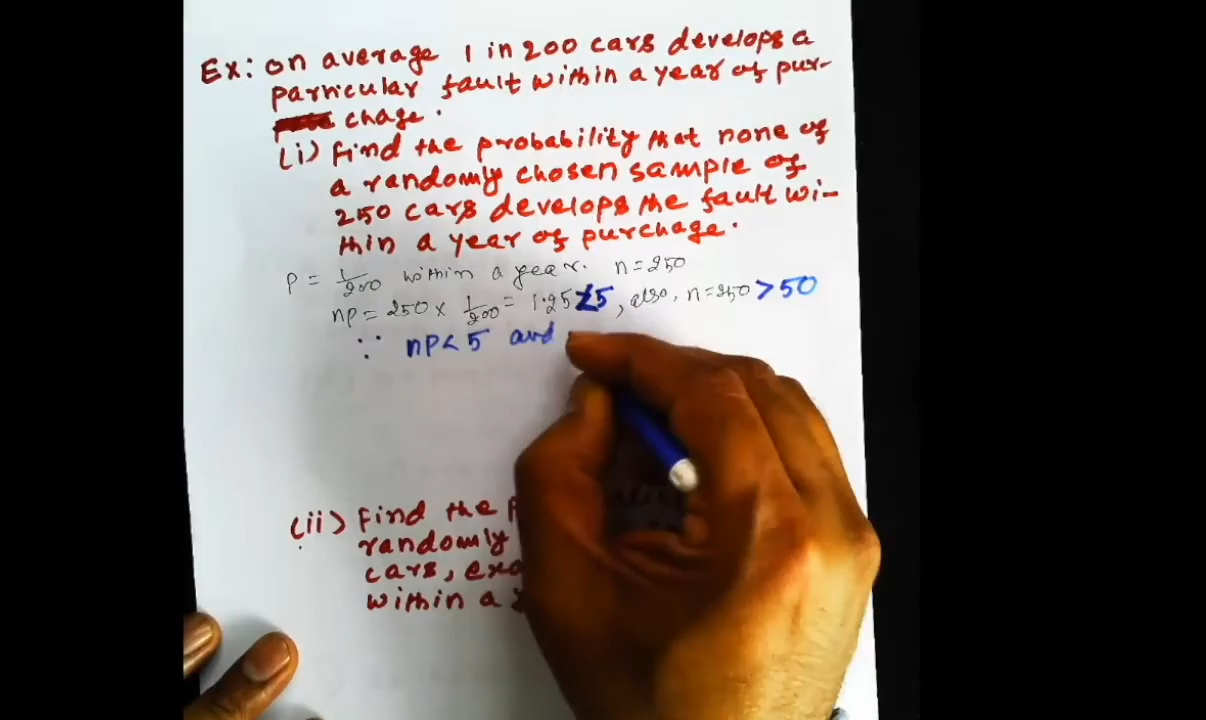 Ex: on average 1 in 200 cars develops a
particular fault within a year of pur-
chage.
(i) Find the probability that none of
a randomly chosen sample of
250 cars develops the fault wi-
thin a year of purchage.
P = 1/200 within a year. n=250
np = 250 × 1/200 = 1.25<5, also, n=250 >50
∵ np<5 and
(ii) Find the
randomly
cars,
within a